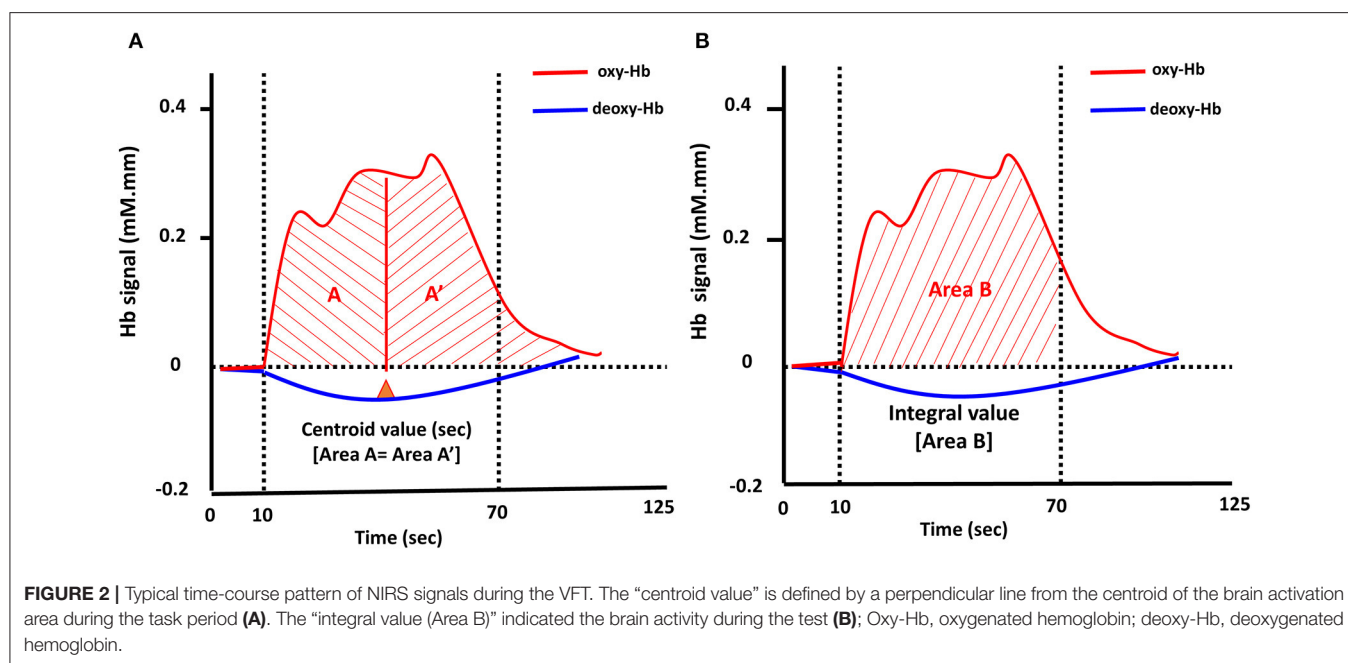 A
oxy-Hb
deoxy-Hb
0.4
0.2
0
-0.2
Hb signal (mM.mm)
A
A’
Centroid value (sec)
[Area A= Area A’]
0
10
70
125
Time (sec)
B
oxy-Hb
deoxy-Hb
0.4
0.2
0
-0.2
Hb signal (mM.mm)
Area B
Integral value
[Area B]
0
10
70
125
Time (sec)
FIGURE 2 | Typical time-course pattern of NIRS signals during the VFT. The “centroid value” is defined by a perpendicular line from the centroid of the brain activation
area during the task period (A). The “integral value (Area B)” indicated the brain activity during the test (B); Oxy-Hb, oxygenated hemoglobin; deoxy-Hb, deoxygenated
hemoglobin.